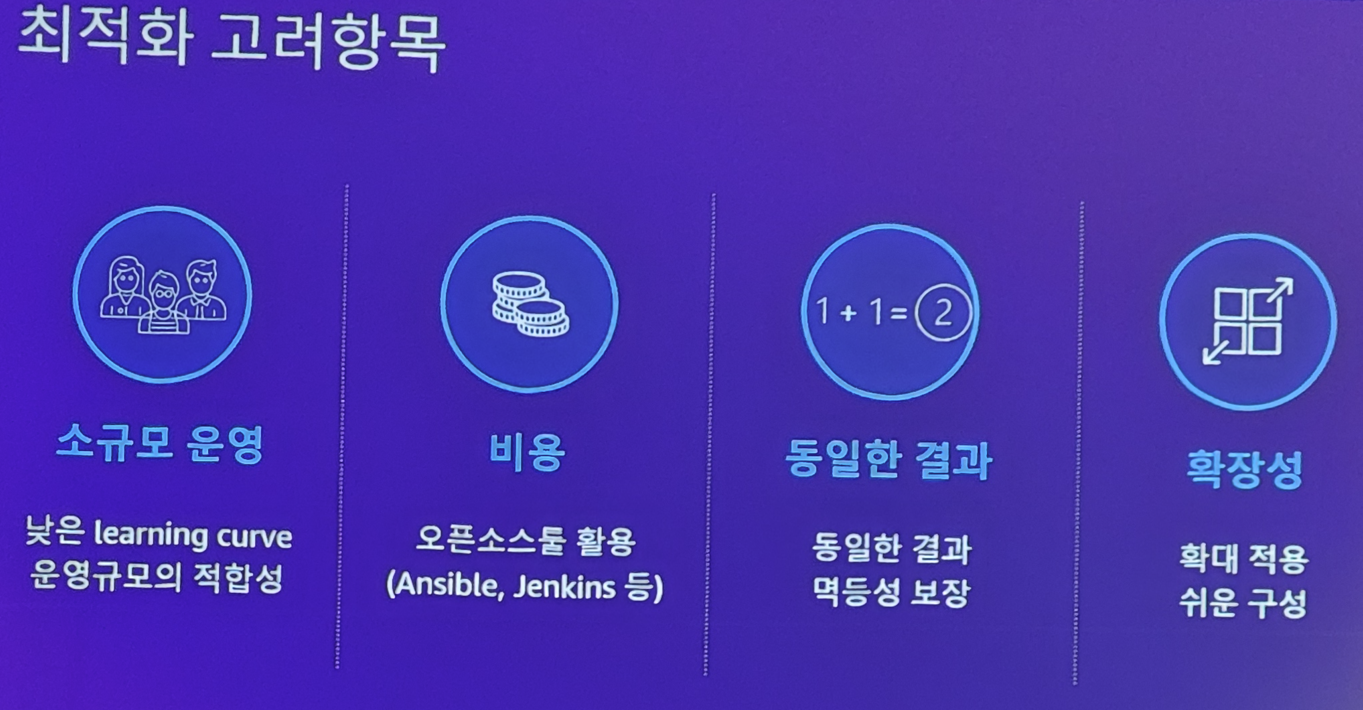 최적화 고려항목
1 + 1 = 2
소규모 운영
낮은 learning curve
운영규모의 적합성
비용
오픈소스툴 활용
(Ansible, Jenkins 등)
동일한 결과
동일한 결과
멱등성 보장
확장성
확대 적용
쉬운 구성